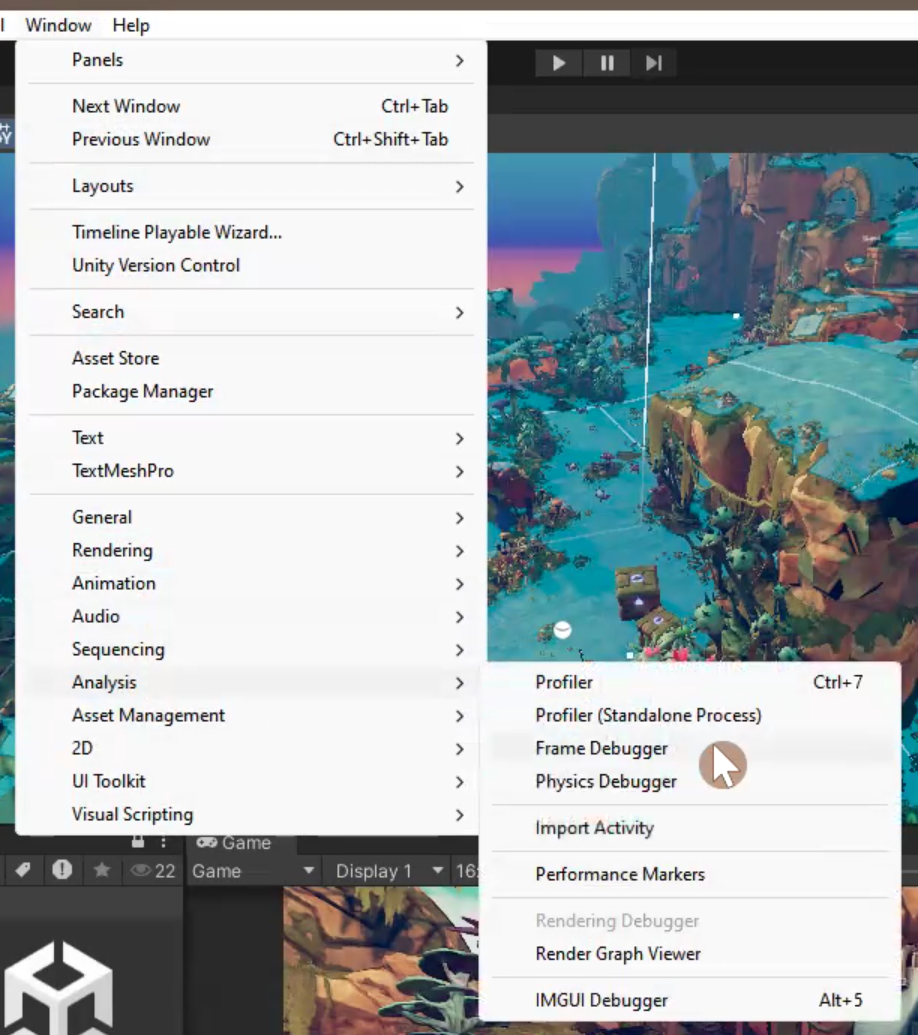 Window Help
Panels
Next Window Ctrl+Tab
Previous Window Ctrl+Shift+Tab
Layouts
Timeline Playable Wizard...
Unity Version Control
Search
Asset Store
Package Manager
Text
TextMeshPro
General
Rendering
Animation
Audio
Sequencing
Analysis
Asset Management
2D
UI Toolkit
Visual Scripting
Profiler Ctrl+7
Profiler (Standalone Process)
Frame Debugger
Physics Debugger
Import Activity
Performance Markers
Rendering Debugger
Render Graph Viewer
IMGUI Debugger Alt+5
Game
22 Game Display 1 16: